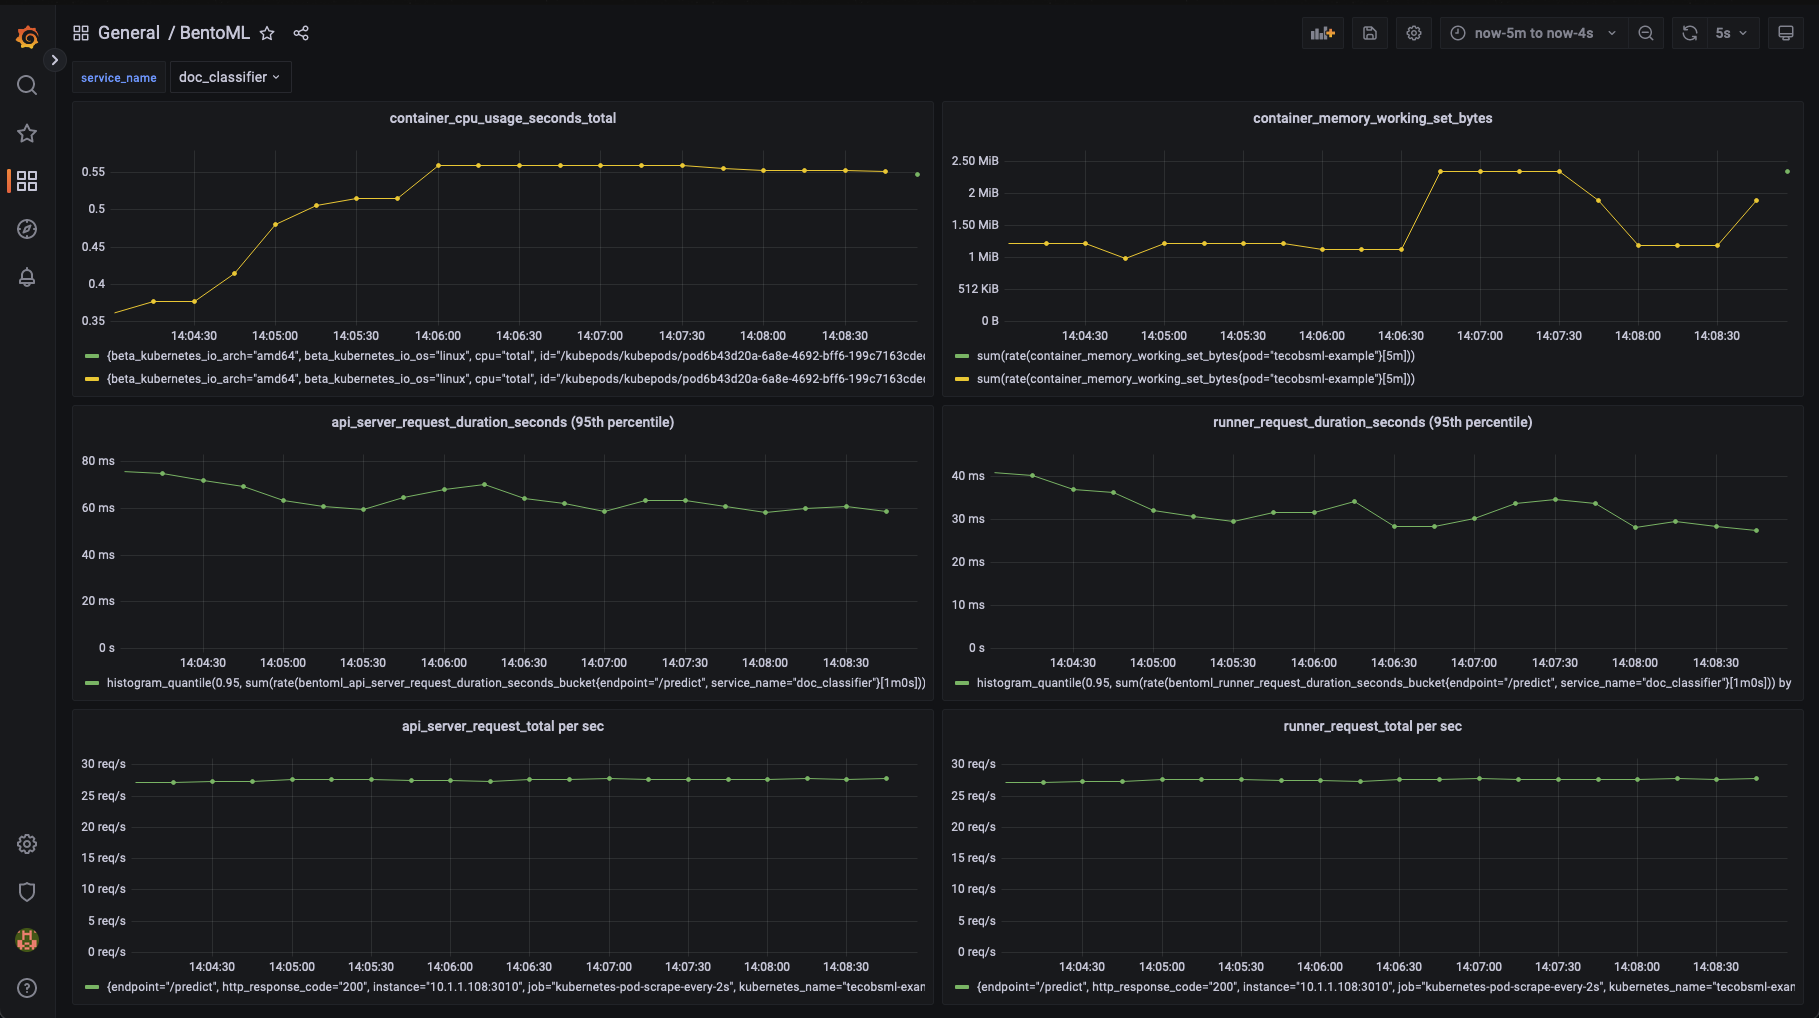 General / BentoML
now-5m to now-4s
5s
service_name
doc_classifier
container_cpu_usage_seconds_total
0.55
0.5
0.45
0.4
0.35
14:04:30 14:05:00 14:05:30 14:06:00 14:06:30 14:07:00 14:07:30 14:08:00 14:08:30
{beta_kubernetes_io_arch="amd64", beta_kubernetes_io_os="linux", cpu="total", id="/kubepods/kubepods/pod6b43d20a-6a8e-4692-bff6-199c7163cded
{beta_kubernetes_io_arch="amd64", beta_kubernetes_io_os="linux", cpu="total", id="/kubepods/kubepods/pod6b43d20a-6a8e-4692-bff6-199c7163cded
container_memory_working_set_bytes
2.50 MiB
2 MiB
1.50 MiB
1 MiB
512 KiB
0 B
14:04:30 14:05:00 14:05:30 14:06:00 14:06:30 14:07:00 14:07:30 14:08:00 14:08:30
sum(rate(container_memory_working_set_bytes{pod="tecobsml-example"}[5m]))
sum(rate(container_memory_working_set_bytes{pod="tecobsml-example"}[5m]))
api_server_request_duration_seconds (95th percentile)
80 ms
60 ms
40 ms
20 ms
0 s
14:04:30 14:05:00 14:05:30 14:06:00 14:06:30 14:07:00 14:07:30 14:08:00 14:08:30
histogram_quantile(0.95, sum(rate(bentoml_api_server_request_duration_seconds_bucket{endpoint="/predict", service_name="doc_classifier"}[1m0s]))
runner_request_duration_seconds (95th percentile)
40 ms
30 ms
20 ms
10 ms
0 s
14:04:30 14:05:00 14:05:30 14:06:00 14:06:30 14:07:00 14:07:30 14:08:00 14:08:30
histogram_quantile(0.95, sum(rate(bentoml_runner_request_duration_seconds_bucket{endpoint="/predict", service_name="doc_classifier"}[1m0s])) by
api_server_request_total per sec
30 req/s
25 req/s
20 req/s
15 req/s
10 req/s
5 req/s
0 req/s
14:04:30 14:05:00 14:05:30 14:06:00 14:06:30 14:07:00 14:07:30 14:08:00 14:08:30
{endpoint="/predict", http_response_code="200", instance="10.1.1.108:3010", job="kubernetes-pod-scrape-every-2s", kubernetes_name="tecobsml-exam
runner_request_total per sec
30 req/s
25 req/s
20 req/s
15 req/s
10 req/s
5 req/s
0 req/s
14:04:30 14:05:00 14:05:30 14:06:00 14:06:30 14:07:00 14:07:30 14:08:00 14:08:30
{endpoint="/predict", http_response_code="200", instance="10.1.1.108:3010", job="kubernetes-pod-scrape-every-2s", kubernetes_name="tecobsml-exam